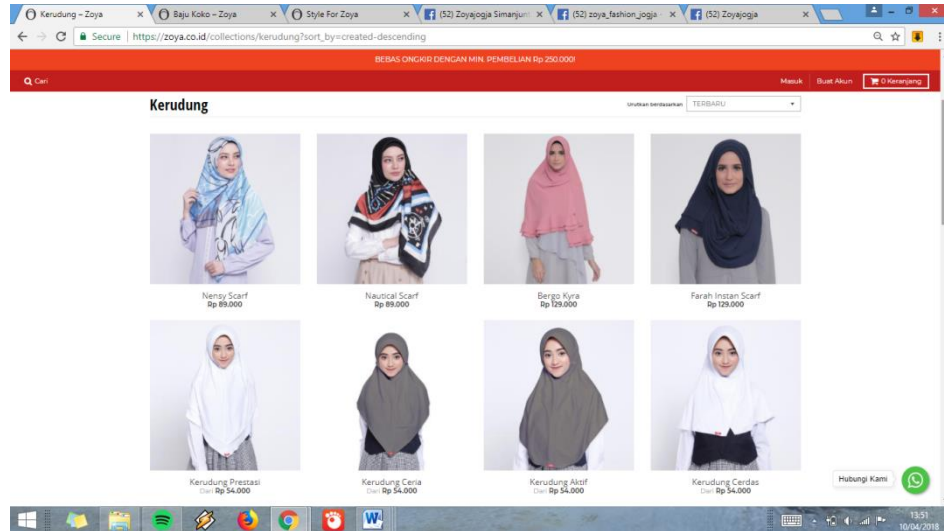 Kerudung – Zoya
Baju Koko – Zoya
Style For Zoya
(52) Zoyajogja Simanjunt
(52) zoya_fashion_jogja -
(52) Zoyajogja
Secure | https://zoya.co.id/collections/kerudung?sort_by=created-descending
BEBAS ONGKIR DENGAN MIN. PEMBELIAN Rp 250.000!
Cari
Masuk
Buat Akun
0 Keranjang
Kerudung
Urutkan berdasarkan
TERBARU
Nensy Scarf
Rp 89.000
Nautical Scarf
Rp 89.000
Bergo Kyra
Rp 129.000
Farah Instan Scarf
Rp 129.000
Kerudung Prestasi
Dari Rp 54.000
Kerudung Ceria
Dari Rp 54.000
Kerudung Aktif
Dari Rp 54.000
Kerudung Cerdas
Dari Rp 54.000
Hubungi Kami
13:51
10/04/2018